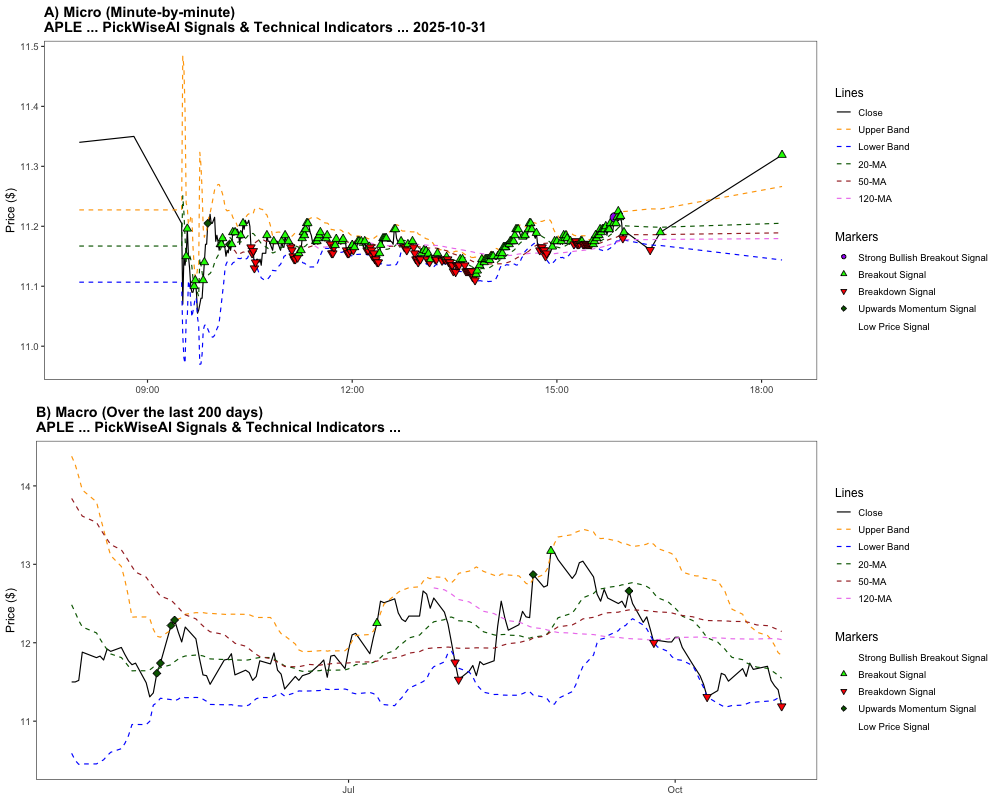 A) Micro (Minute-by-minute)
APLE ... PickWiseAI Signals & Technical Indicators ... 2025-10-31
Price ($)
11.5
11.4
11.3
11.2
11.1
11.0
09:00
12:00
15:00
18:00
Lines
Close
Upper Band
Lower Band
20-MA
50-MA
120-MA
Markers
Strong Bullish Breakout Signal
Breakout Signal
Breakdown Signal
Upwards Momentum Signal
Low Price Signal
B) Macro (Over the last 200 days)
APLE ... PickWiseAI Signals & Technical Indicators ...
Price ($)
14
13
12
11
Jul
Oct
Lines
Close
Upper Band
Lower Band
20-MA
50-MA
120-MA
Markers
Strong Bullish Breakout Signal
Breakout Signal
Breakdown Signal
Upwards Momentum Signal
Low Price Signal